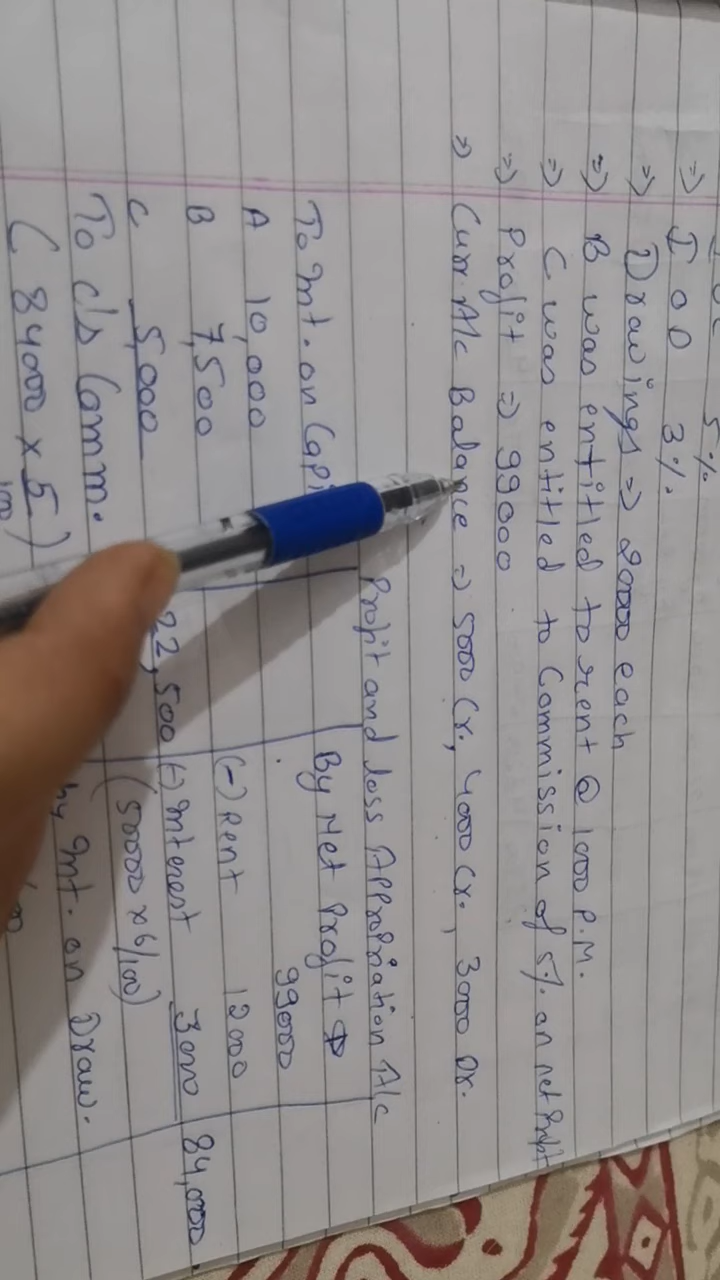 5%
⇒ I O D 3%
⇒ Drawings ⇒ 20000 each
⇒ B was entitled to rent @ 1000 P.M.
⇒ C was entitled to Commission of 5% on net Profit
⇒ Profit ⇒ 99000
⇒ Curr. A/c Balance ⇒ 5000 Cr., 4000 Cr., 3000 Dr.
Profit and loss Appropriation A/c
To Int. on Capi By Net Profit
A 10,000 99000
B 7,500 (-) Rent 12000
C 5,000 22,500 (-) Interest 3000 84,000
To c's Comm. (50000 x 6/100)
(84000 x 5/100) by Int. on Draw.